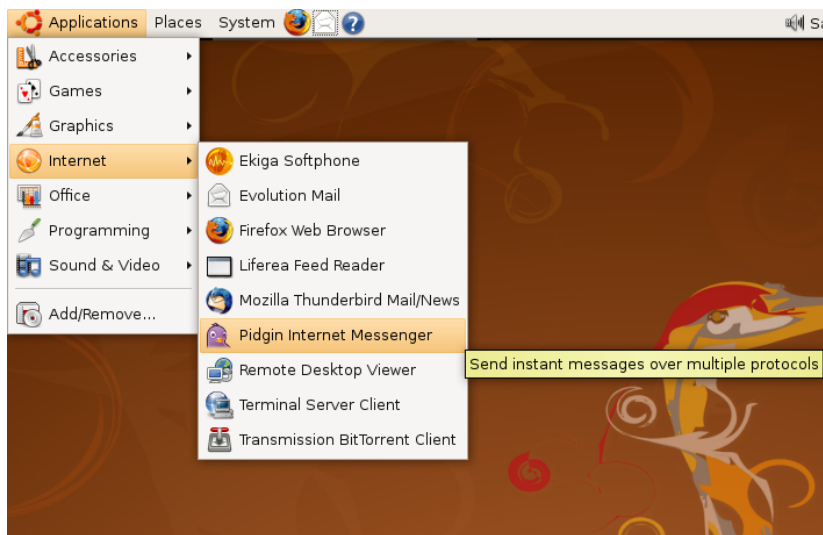 Applications Places System
Accessories
Games
Graphics
Internet
Office
Programming
Sound & Video
Add/Remove...
Ekiga Softphone
Evolution Mail
Firefox Web Browser
Liferea Feed Reader
Mozilla Thunderbird Mail/News
Pidgin Internet Messenger
Remote Desktop Viewer
Terminal Server Client
Transmission BitTorrent Client
Send instant messages over multiple protocols